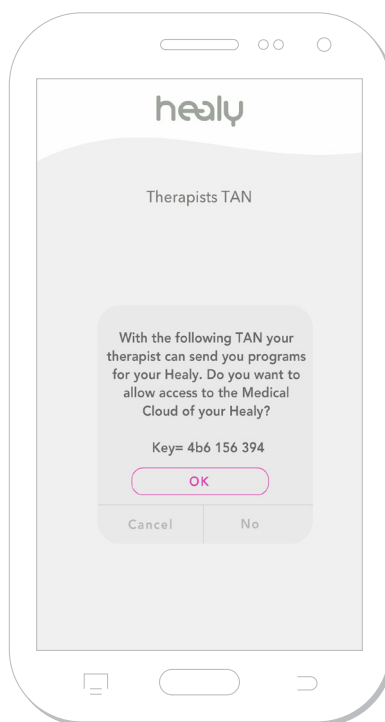 healy
Therapists TAN
With the following TAN your
therapist can send you programs
for your Healy. Do you want to
allow access to the Medical
Cloud of your Healy?
Key= 4b6 156 394
OK
Cancel No